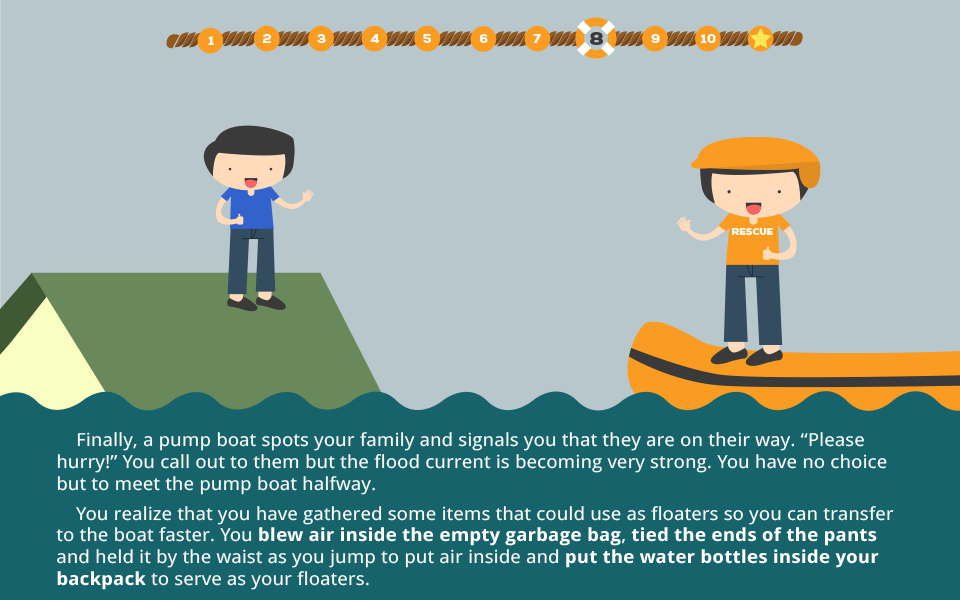 1 2 3 4 5 6 7 8 9 10
RESCUE
Finally, a pump boat spots your family and signals you that they are on their way. “Please
hurry!” You call out to them but the flood current is becoming very strong. You have no choice
but to meet the pump boat halfway.
You realize that you have gathered some items that could use as floaters so you can transfer
to the boat faster. You blew air inside the empty garbage bag, tied the ends of the pants
and held it by the waist as you jump to put air inside and put the water bottles inside your
backpack to serve as your floaters.